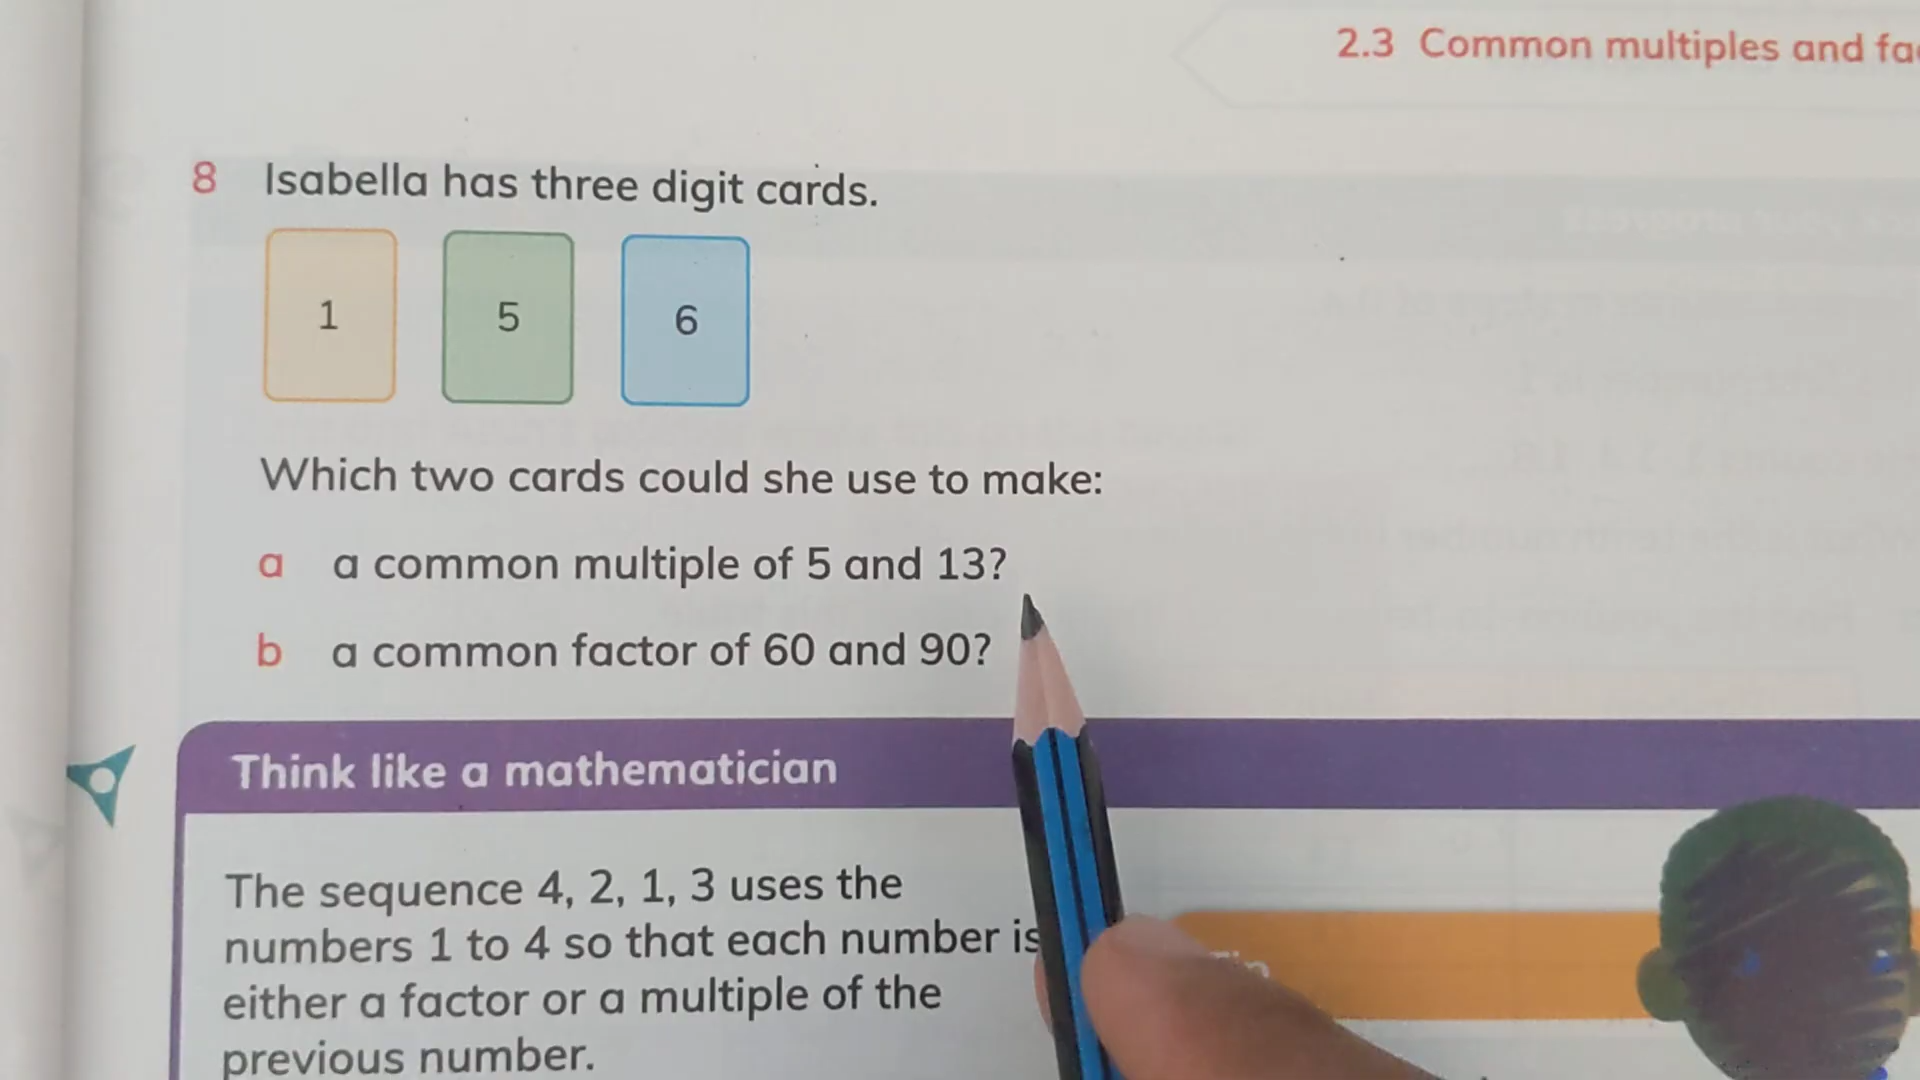 2.3 Common multiples and
8 Isabella has three digit cards.
1 5 6
Which two cards could she use to make:
a a common multiple of 5 and 13?
b a common factor of 60 and 90?
Think like a mathematician
The sequence 4, 2, 1, 3 uses the
numbers 1 to 4 so that each number is
either a factor or a multiple of the
previous number.